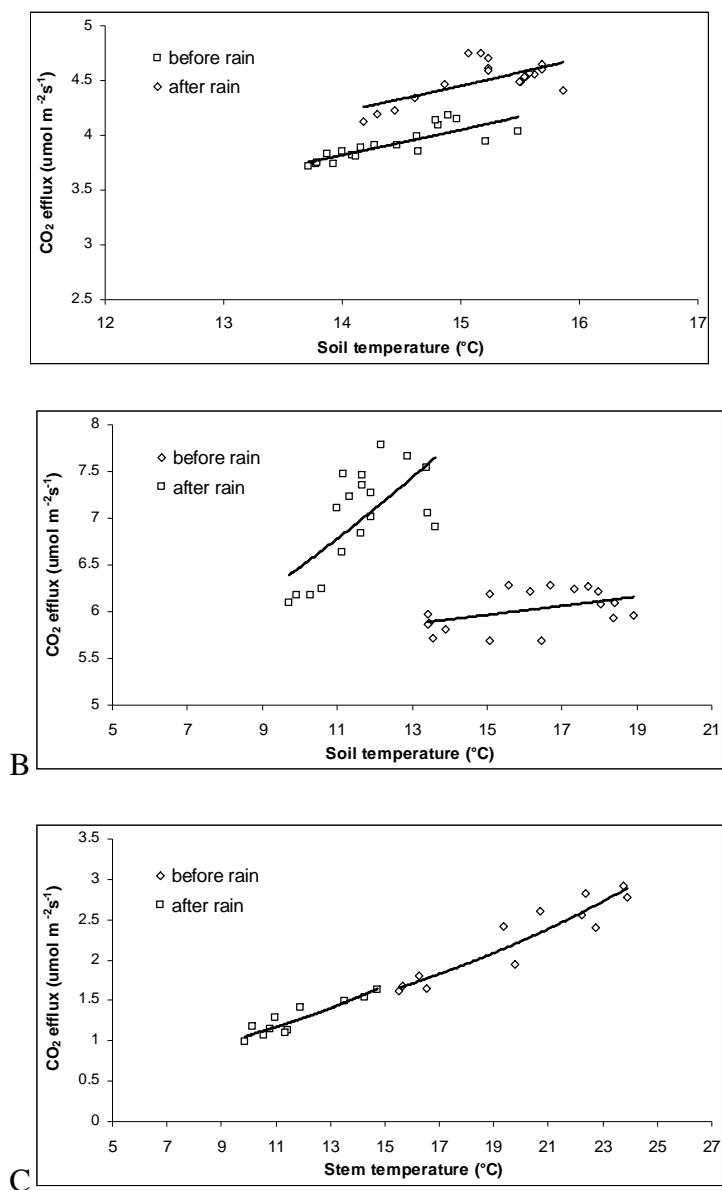 5
4.5
4
3.5
3
2.5
CO₂ efflux (umol m⁻²s⁻¹)
□ before rain
◇ after rain
12 13 14 15 16 17
Soil temperature (°C)
B
8
7.5
7
6.5
6
5.5
5
CO₂ efflux (umol m⁻²s⁻¹)
◇ before rain
□ after rain
5 7 9 11 13 15 17 19 21
Soil temperature (°C)
C
3.5
3
2.5
2
1.5
1
0.5
0
CO₂ efflux (umol m⁻²s⁻¹)
◇ before rain
□ after rain
5 7 9 11 13 15 17 19 21 23 25 27
Stem temperature (°C)